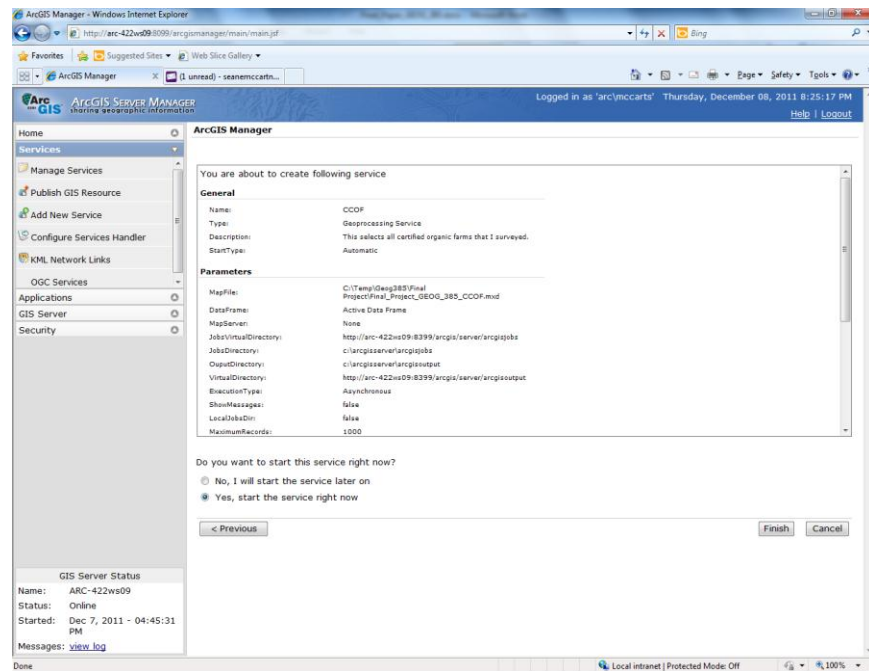 ArcGIS Manager - Windows Internet Explorer
http://arc-422ws09:8099/arcgismanager/main/main.jsf
Bing
Favorites Suggested Sites Web Slice Gallery
ArcGIS Manager X (1 unread) - seanemccartn...
Page Safety Tools
ArcGIS ARCGIS SERVER MANAGER
sharing geographic information
Logged in as 'arc\mccarts' Thursday, December 08, 2011 8:25:17 PM
Help | Logout
Home
Services
Manage Services
Publish GIS Resource
Add New Service
Configure Services Handler
KML Network Links
OGC Services
Applications
GIS Server
Security
ArcGIS Manager
You are about to create following service
General
Name: CCOF
Type: Geoprocessing Service
Description: This selects all certified organic farms that I surveyed.
StartType: Automatic
Parameters
MapFile: C:\Temp\Geog385\Final
Project\Final_Project_GEOG_385_CCOF.mxd
DataFrame: Active Data Frame
MapServer: None
JobsVirtualDirectory: http://arc-422ws09:8399/arcgis/server/arcgisjobs
JobsDirectory: c:\arcgisserver\arcgisjobs
OuputDirectory: c:\arcgisserver\arcgisoutput
VirtualDirectory: http://arc-422ws09:8399/arcgis/server/arcgisoutput
ExecutionType: Asynchronous
ShowMessages: false
LocalJobsDir: false
MaximumRecords: 1000
Do you want to start this service right now?
No, I will start the service later on
Yes, start the service right now
< Previous
Finish Cancel
GIS Server Status
Name: ARC-422ws09
Status: Online
Started: Dec 7, 2011 - 04:45:31
PM
Messages: view log
Done
Local intranet | Protected Mode: Off
100%